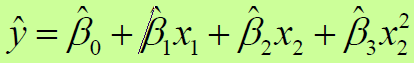 ŷ = β̂₀ + β̂₁x₁ + β̂₂x₂ + β̂₃x₂²